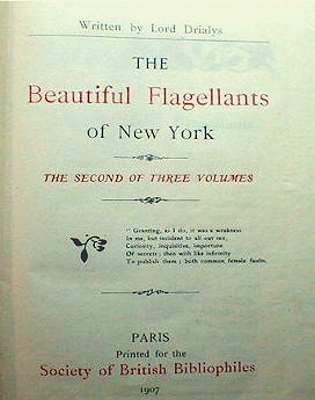 Written by Lord Drialys
THE
Beautiful Flagellants
of New York
THE SECOND OF THREE VOLUMES
" Granting, as I do, it was a weakness
In me, but incident to all our sex,
Curiosity, inquisitive, importune
Of secrets ; then with like infirmity
To publish them ; both common female faults.
PARIS
Printed for the
Society of British Bibliophiles
1907